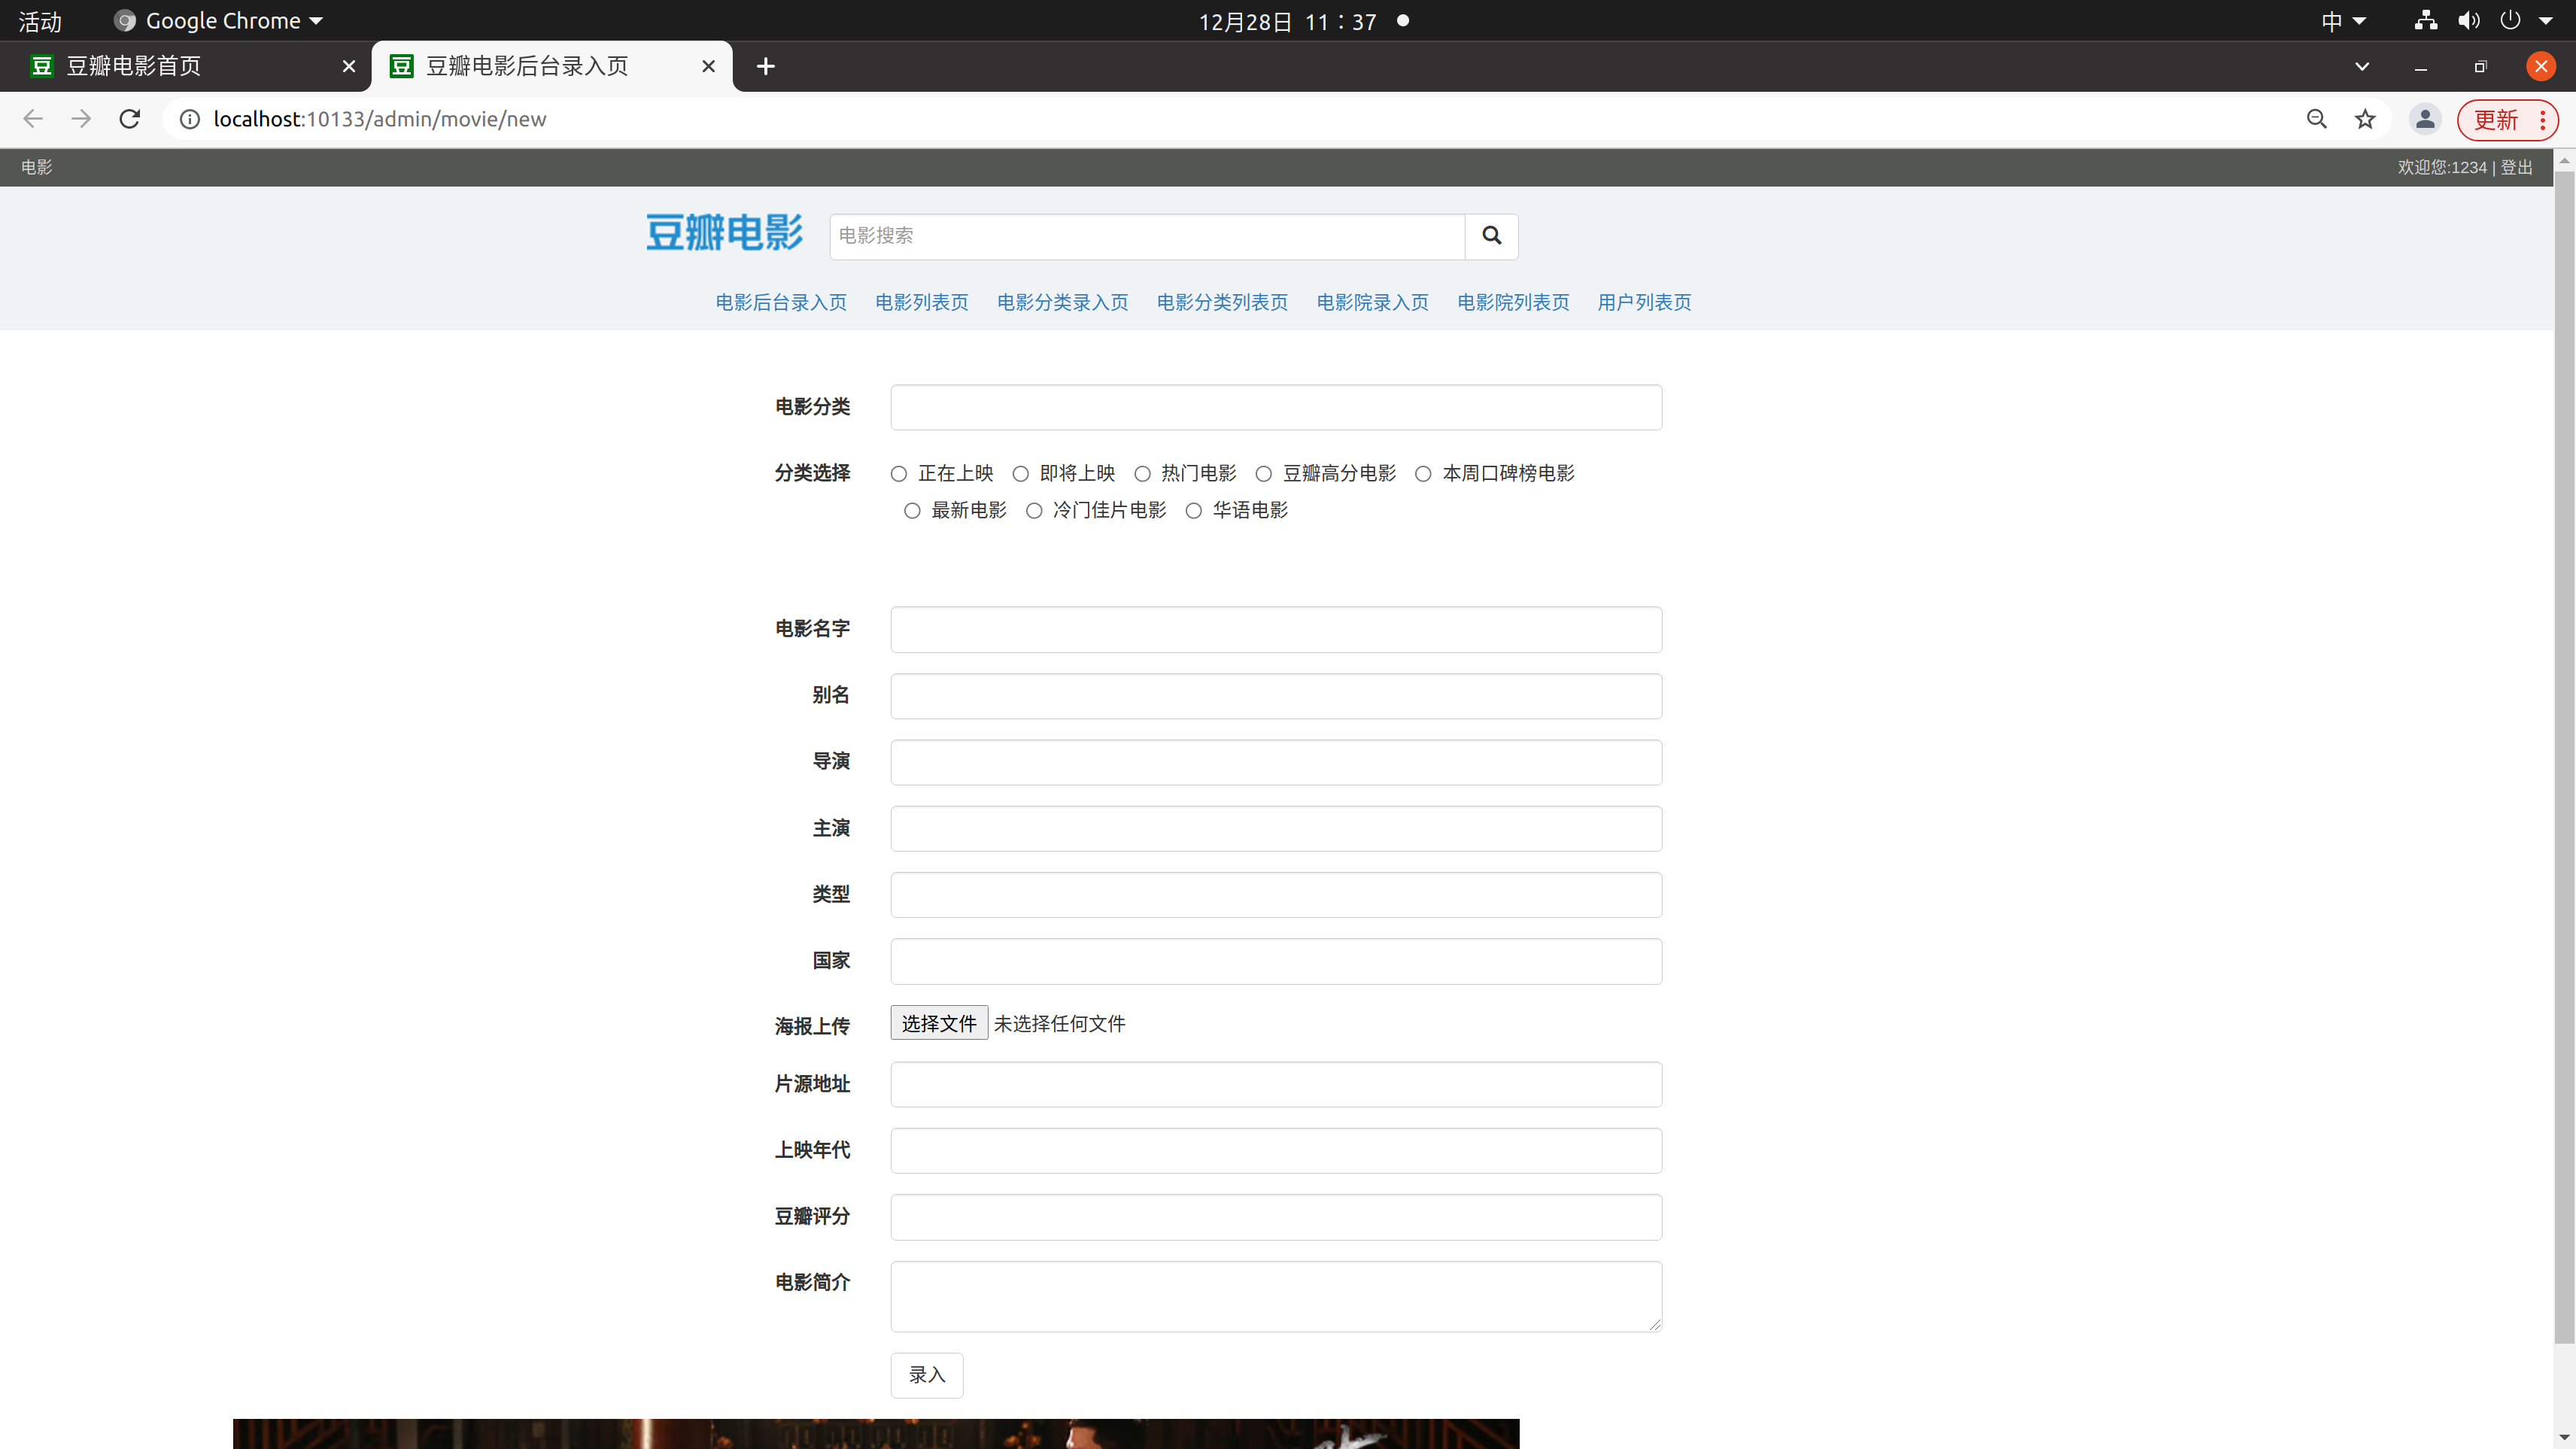 活动 Google Chrome 12月28日 11：37 中
豆瓣电影首页 豆瓣电影后台录入页
localhost:10133/admin/movie/new 更新
电影 欢迎您:1234 | 登出
豆瓣电影 电影搜索
电影后台录入页 电影列表页 电影分类录入页 电影分类列表页 电影院录入页 电影院列表页 用户列表页
电影分类
分类选择 正在上映 即将上映 热门电影 豆瓣高分电影 本周口碑榜电影
最新电影 冷门佳片电影 华语电影
电影名字
别名
导演
主演
类型
国家
海报上传 选择文件 未选择任何文件
片源地址
上映年代
豆瓣评分
电影简介
录入